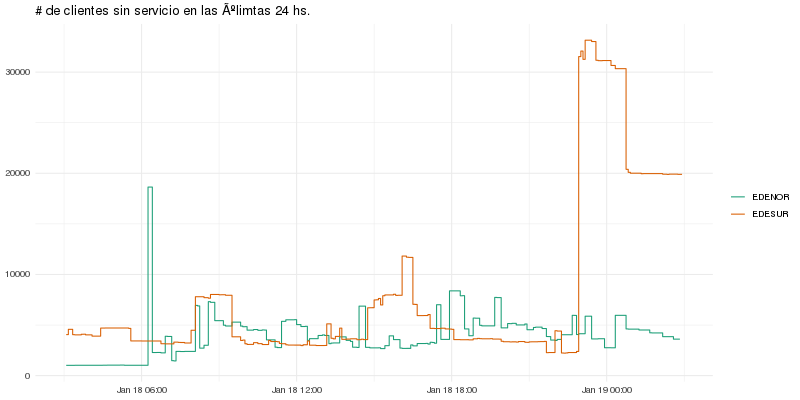 # de clientes sin servicio en las Ãºlimtas 24 hs.
30000
20000
10000
0
Jan 18 06:00
Jan 18 12:00
Jan 18 18:00
Jan 19 00:00
EDENOR
EDESUR